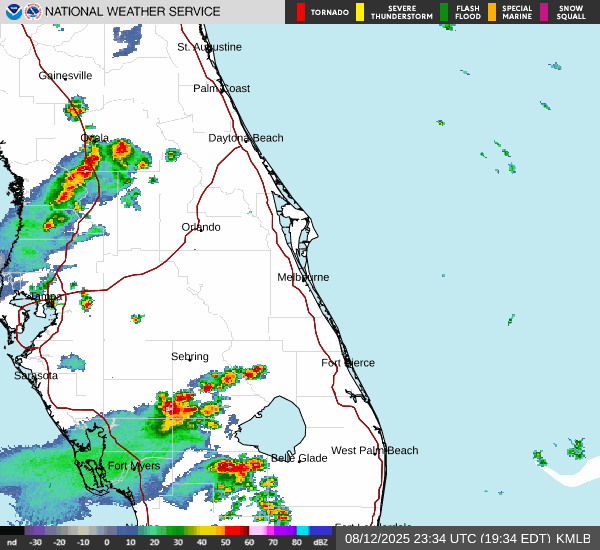 NATIONAL WEATHER SERVICE
TORNADO
SEVERE THUNDERSTORM
FLASH FLOOD
SPECIAL MARINE
SNOW SQUALL
St. Augustine
Gainesville
Palm Coast
Ocala
Daytona Beach
Orlando
Melbourne
Tampa
Sebring
Fort Pierce
Sarasota
West Palm Beach
Belle Glade
Fort Myers
Fort Lauderdale
nd -30 -20 -10 0 10 20 30 40 50 60 70 80 dBZ
08/12/2025 23:34 UTC (19:34 EDT) KMLB